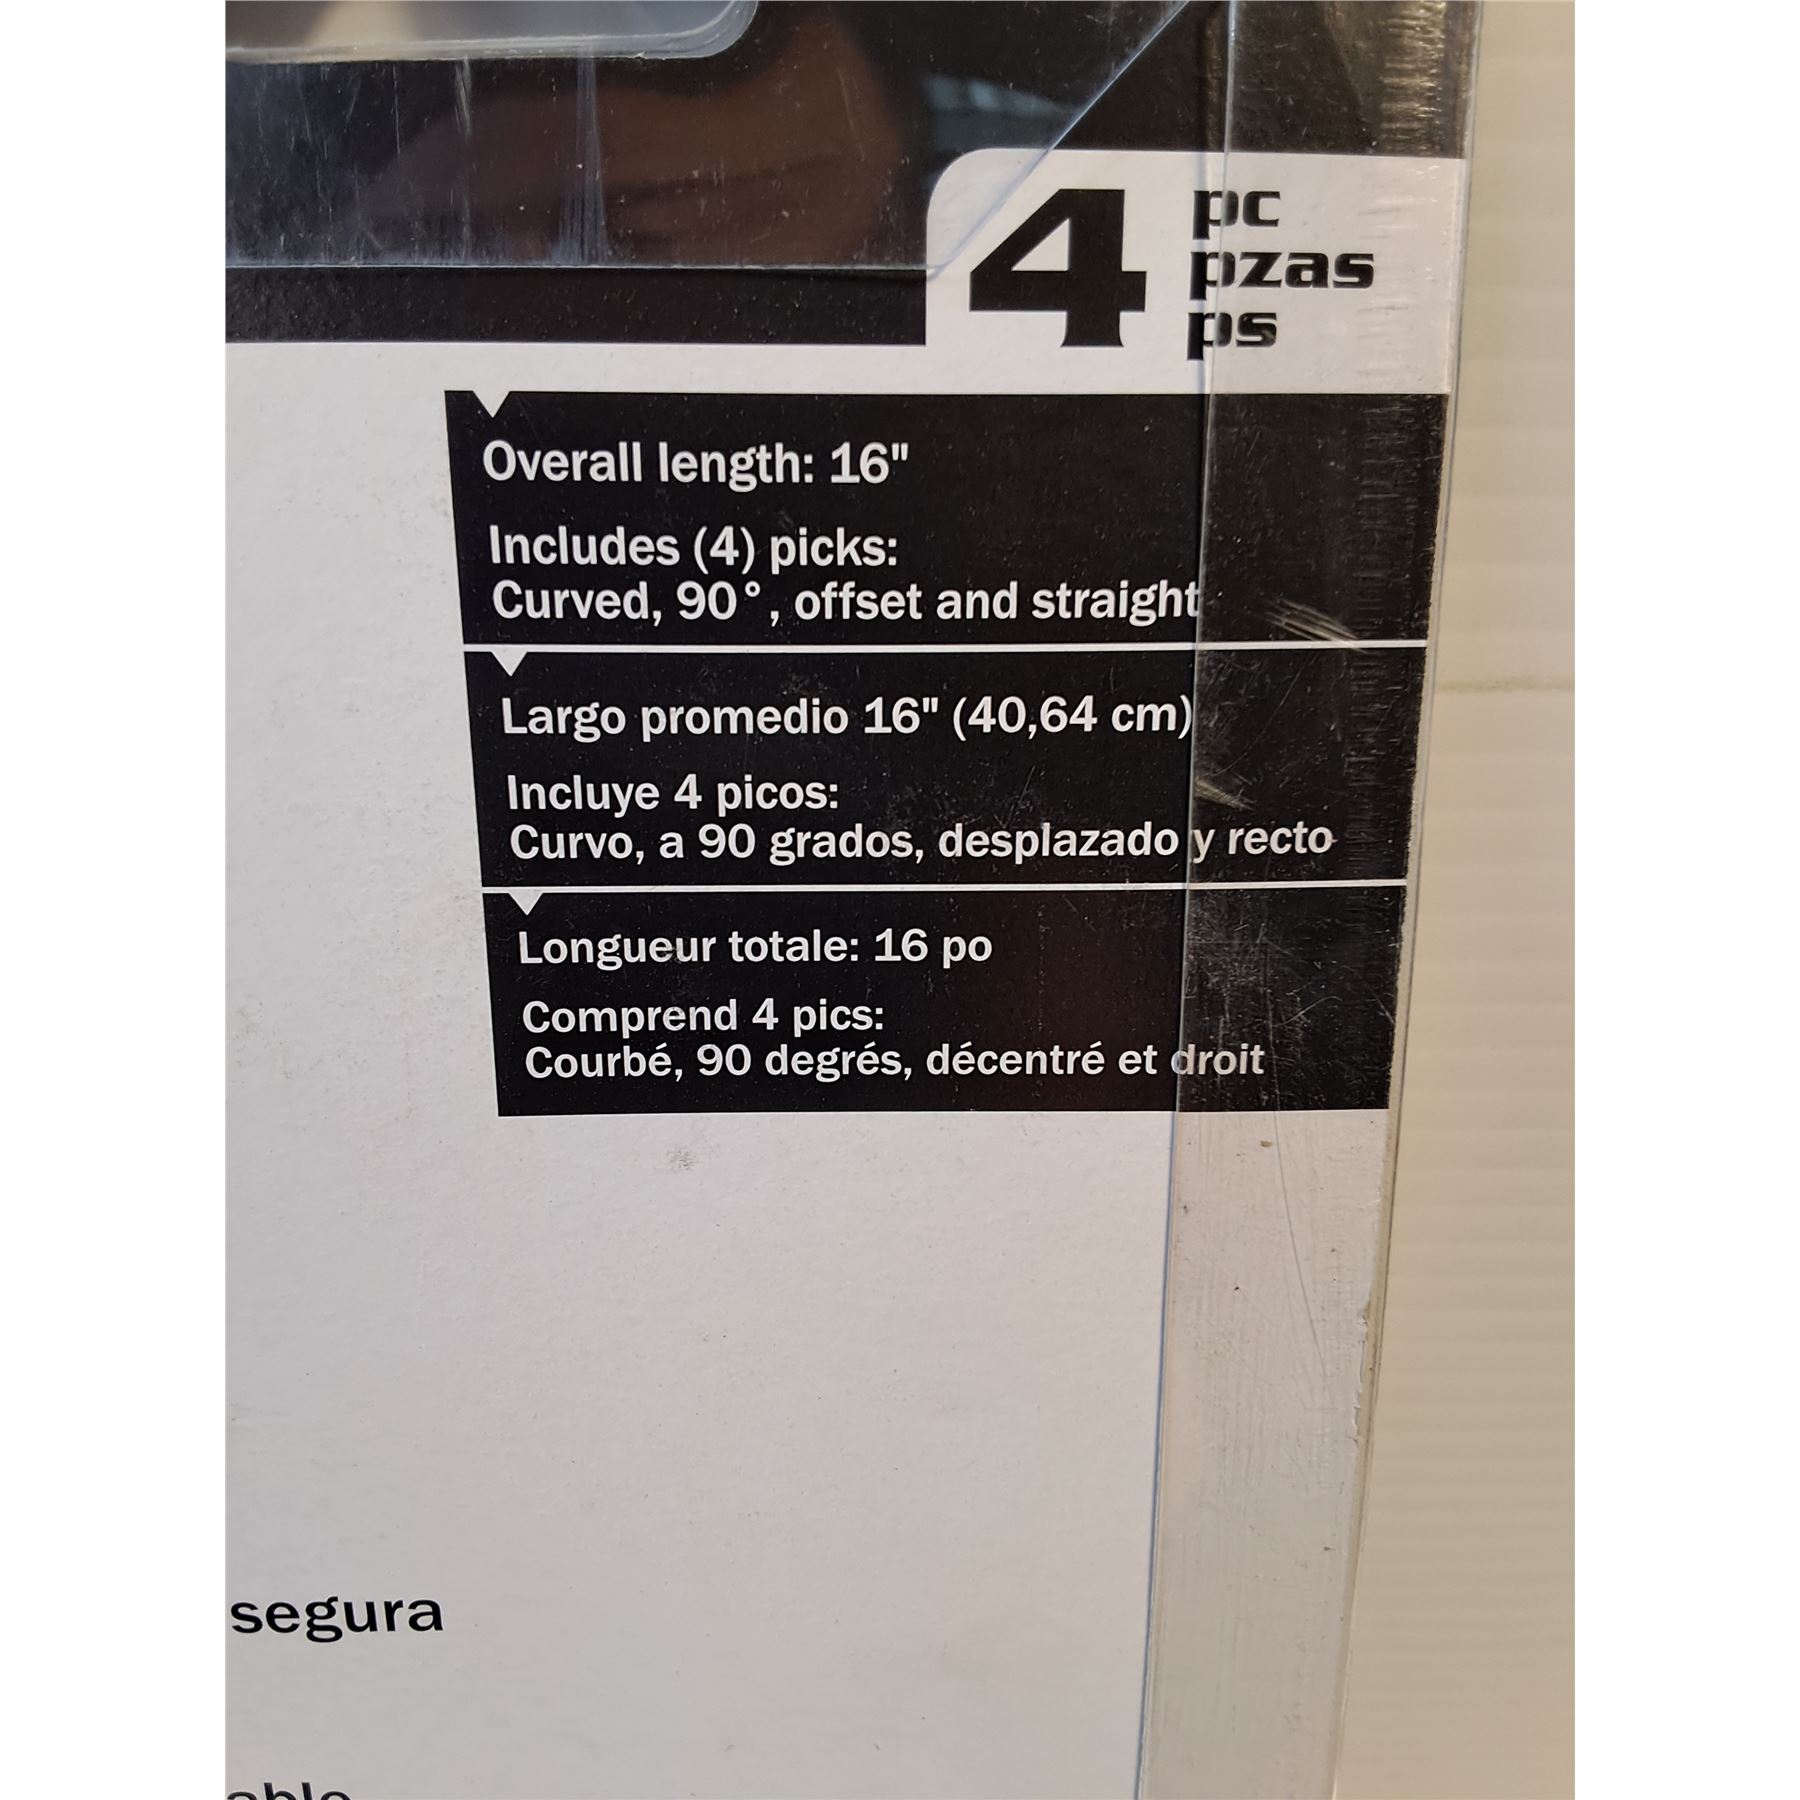 4 pc
pzas
ps
Overall length: 16"
Includes (4) picks:
Curved, 90°, offset and straight
Largo promedio 16" (40,64 cm)
Incluye 4 picos:
Curvo, a 90 grados, desplazado y recto
Longueur totale: 16 po
Comprend 4 pics:
Courbé, 90 degrés, décentré et droit
segura